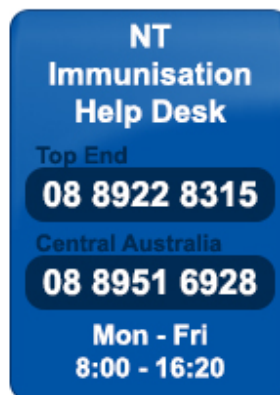 NT
Immunisation
Help Desk
Top End
08 8922 8315
Central Australia
08 8951 6928
Mon - Fri
8:00 - 16:20